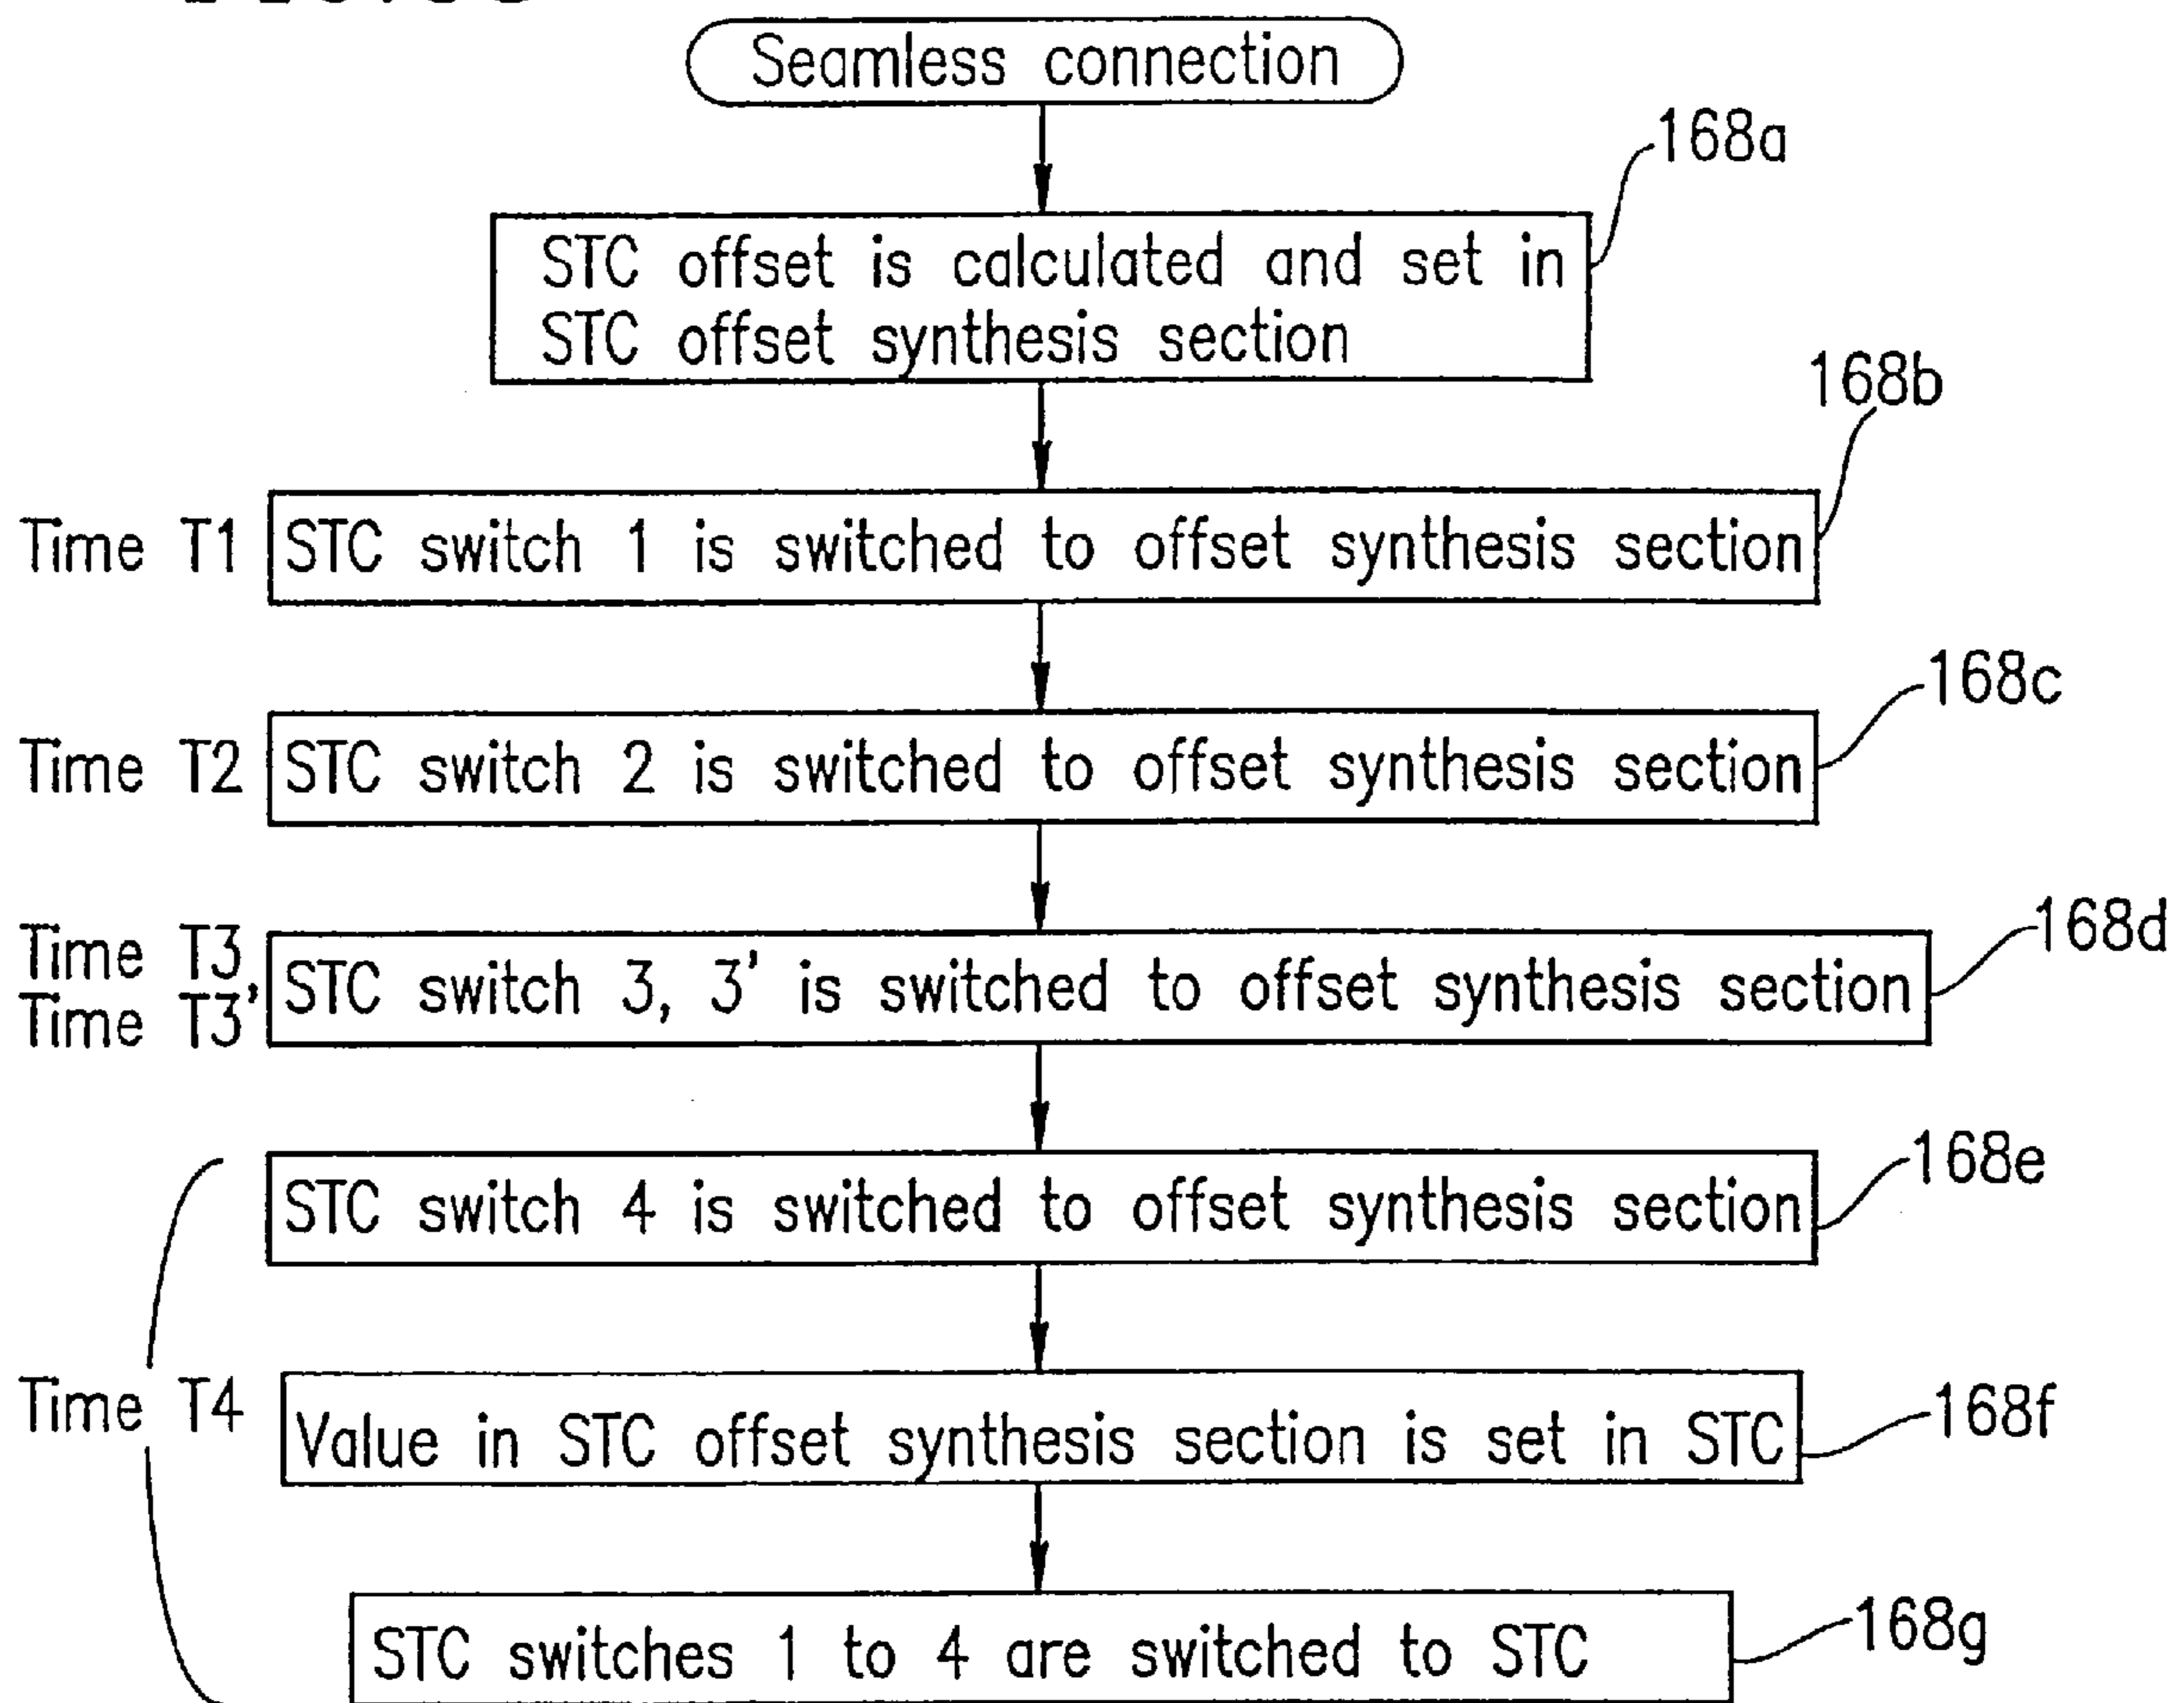 Seamless connection
168a
STC offset is calculated and set in
STC offset synthesis section
168b
Time T1
STC switch 1 is switched to offset synthesis section
168c
Time T2
STC switch 2 is switched to offset synthesis section
168d
Time T3,
Time T3'
STC switch 3, 3' is switched to offset synthesis section
168e
STC switch 4 is switched to offset synthesis section
Time T4
168f
Value in STC offset synthesis section is set in STC
168g
STC switches 1 to 4 are switched to STC